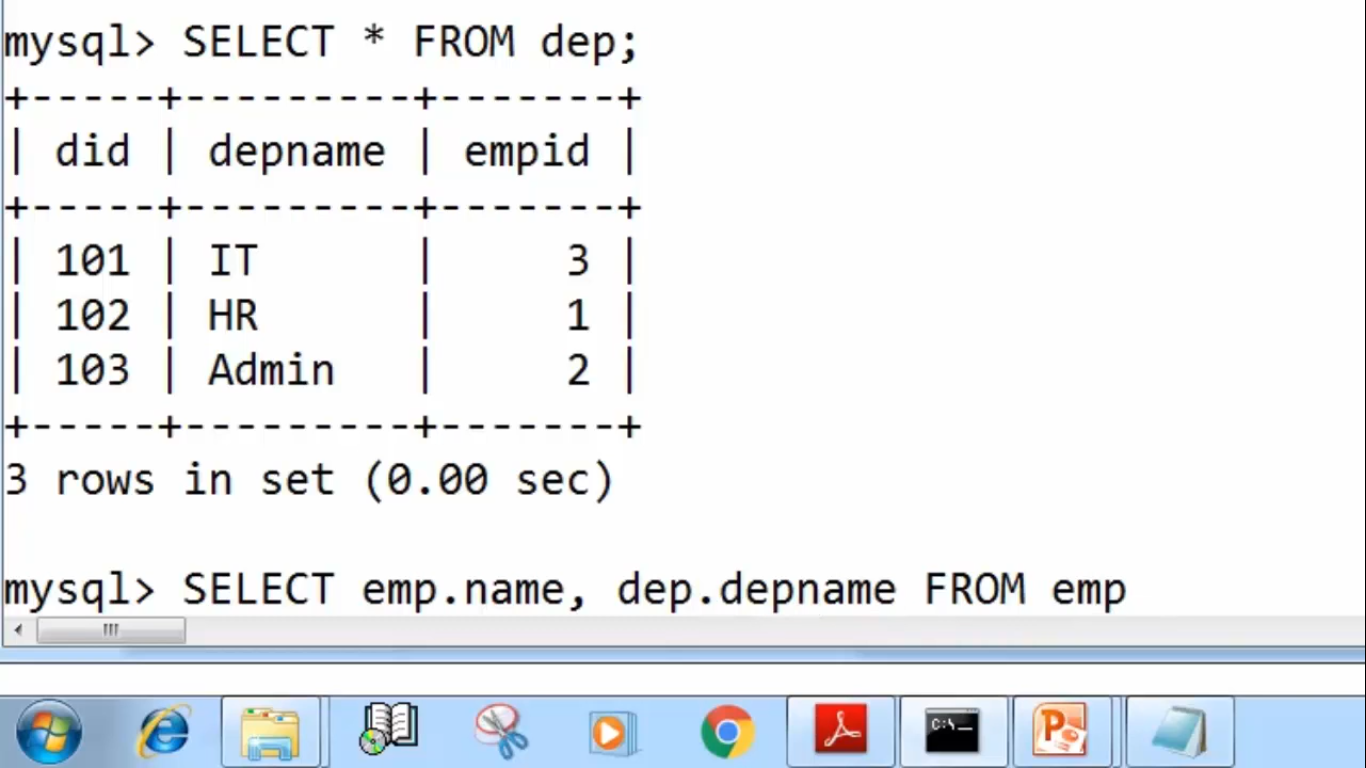 mysql> SELECT * FROM dep;
+-----+---------+-------+
| did | depname | empid |
+-----+---------+-------+
| 101 | IT      |     3 |
| 102 | HR      |     1 |
| 103 | Admin   |     2 |
+-----+---------+-------+
3 rows in set (0.00 sec)
mysql> SELECT emp.name, dep.depname FROM emp
C:\_